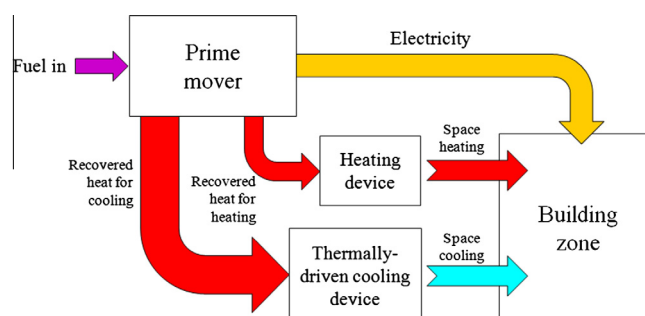 Fuel in
Prime
mover
Electricity
Recovered
heat for
cooling
Recovered
heat for
heating
Heating
device
Space
heating
Building
zone
Thermally-
driven cooling
device
Space
cooling